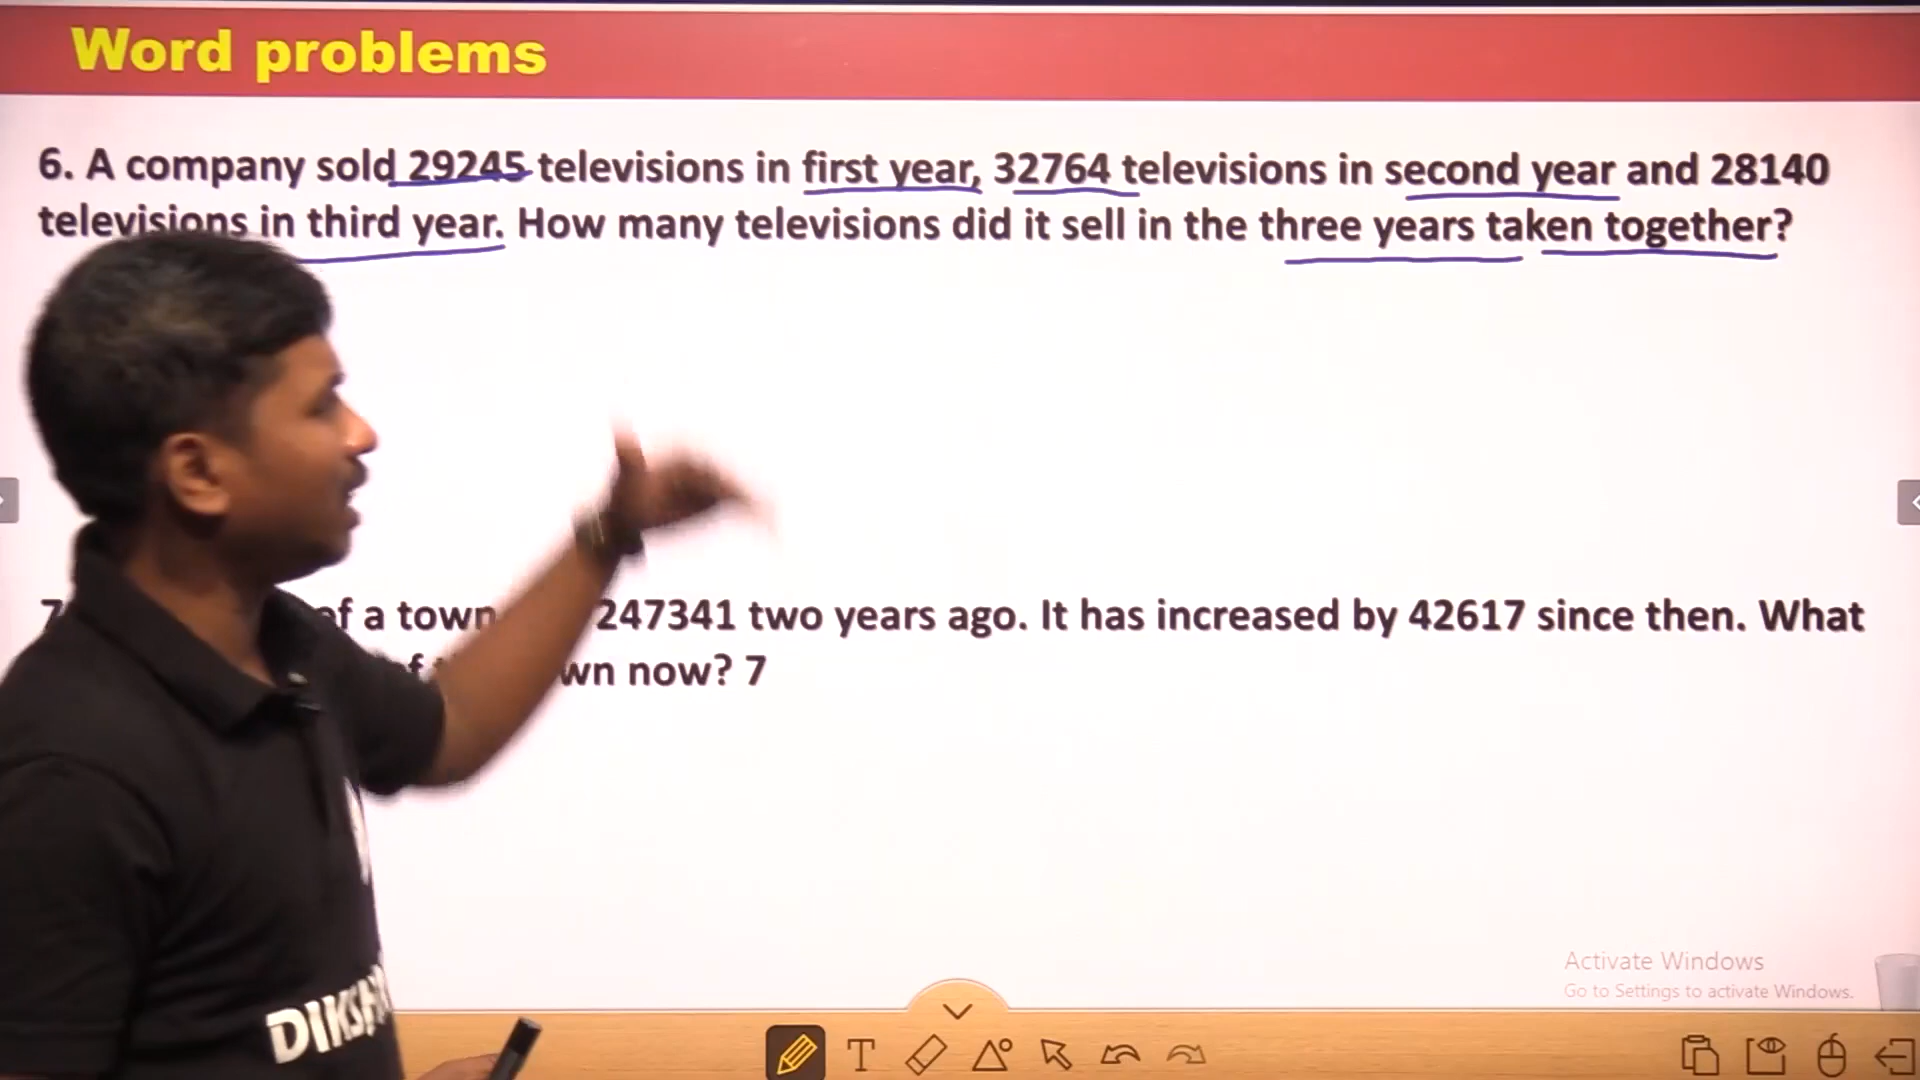 Word problems
6. A company sold 29245 televisions in first year, 32764 televisions in second year and 28140
televisions in third year. How many televisions did it sell in the three years taken together?
7 of a town 247341 two years ago. It has increased by 42617 since then. What
now? 7
Activate Windows
Go to Settings to activate Windows.
T